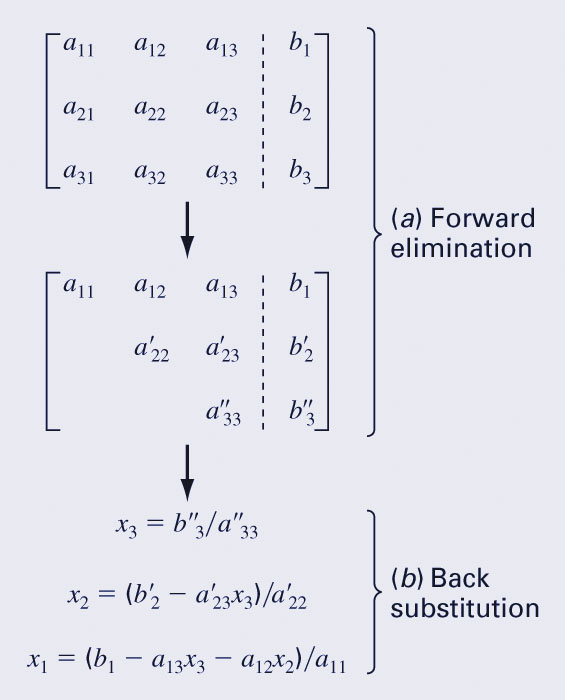 a₁₁ a₁₂ a₁₃ b₁
a₂₁ a₂₂ a₂₃ b₂
a₃₁ a₃₂ a₃₃ b₃
(a) Forward
elimination
a₁₁ a₁₂ a₁₃ b₁
a′₂₂ a′₂₃ b′₂
a″₃₃ b″₃
x₃ = b″₃/a″₃₃
x₂ = (b′₂ − a′₂₃x₃)/a′₂₂
x₁ = (b₁ − a₁₃x₃ − a₁₂x₂)/a₁₁
(b) Back
substitution